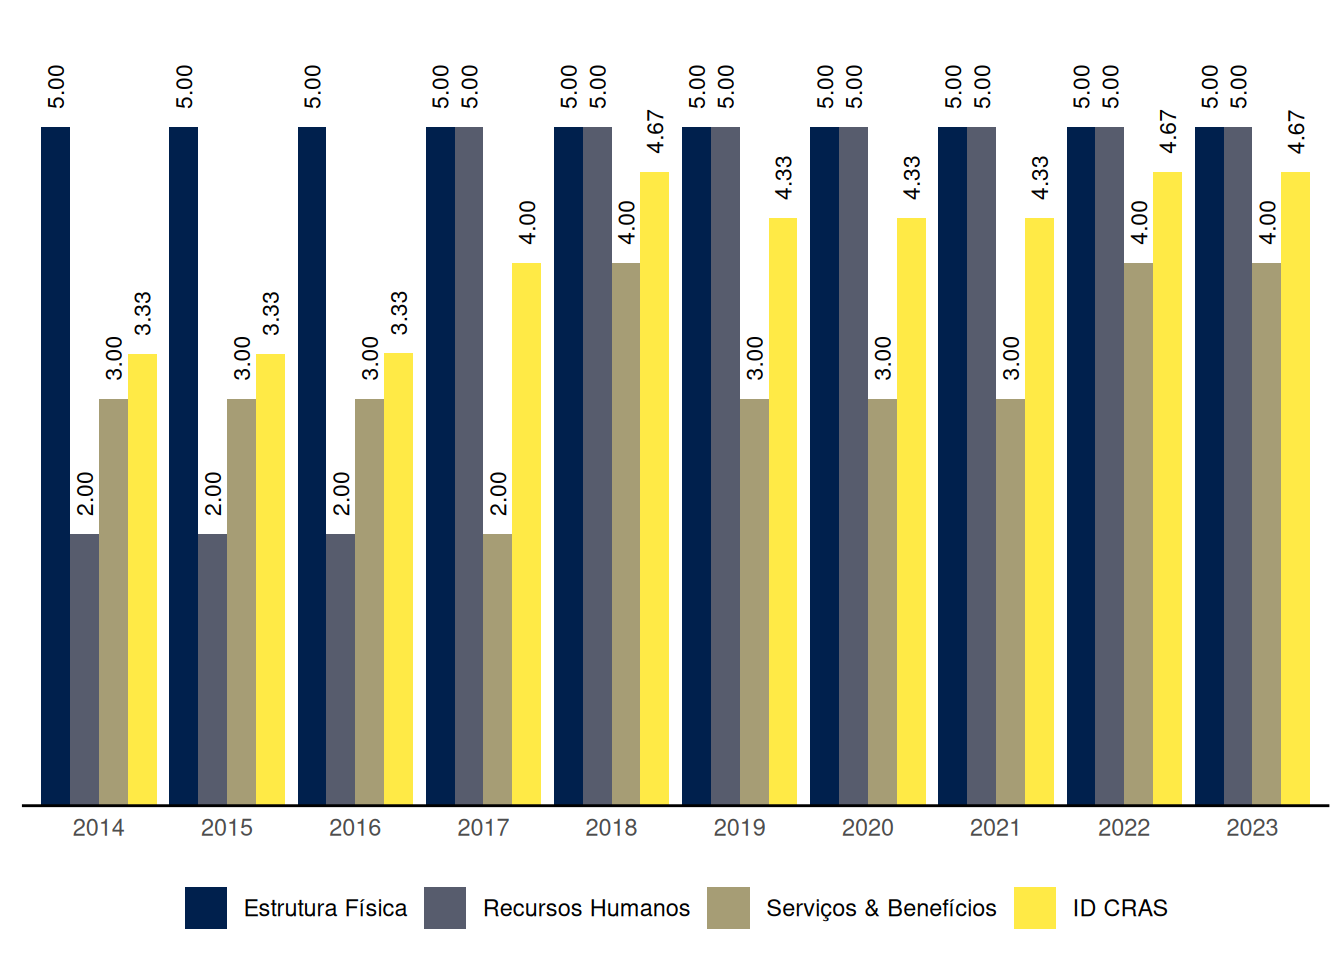 5.00 5.00 5.00 5.00 5.00 5.00 5.00 5.00 5.00 5.00 5.00 5.00 5.00 5.00 5.00 5.00 5.00
4.67 4.67 4.67
4.33 4.33 4.33
4.00 4.00 4.00 4.00
3.33 3.33 3.33
3.00 3.00 3.00 3.00 3.00 3.00
2.00 2.00 2.00 2.00
2014 2015 2016 2017 2018 2019 2020 2021 2022 2023
Estrutura Física Recursos Humanos Serviços & Benefícios ID CRAS